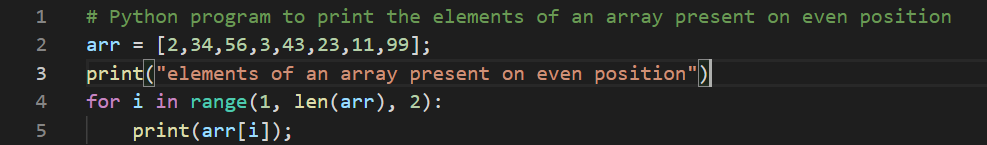 1 # Python program to print the elements of an array present on even position
2 arr = [2,34,56,3,43,23,11,99];
3 print("elements of an array present on even position")
4 for i in range(1, len(arr), 2):
5     print(arr[i]);